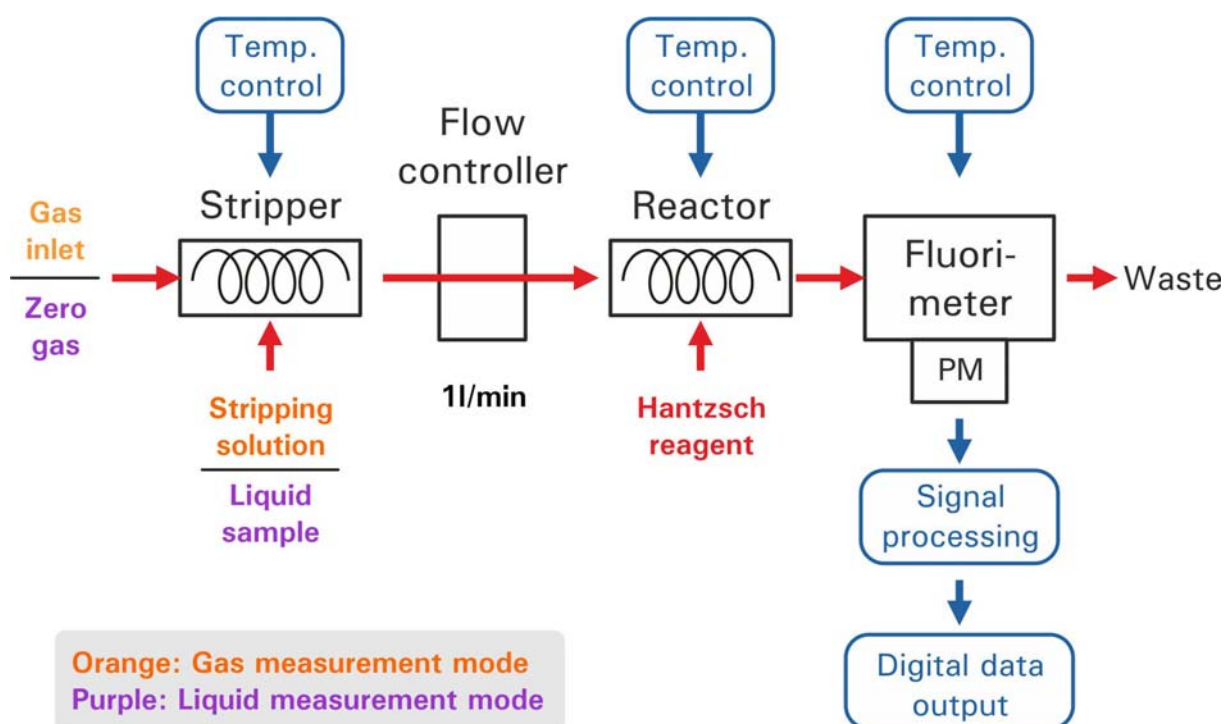 Temp.
control
Temp.
control
Temp.
control
Flow
controller
Stripper
Reactor
Gas
inlet
Zero
gas
Fluori-
meter
Waste
PM
Stripping
solution
Liquid
sample
1l/min
Hantzsch
reagent
Signal
processing
Digital data
output
Orange: Gas measurement mode
Purple: Liquid measurement mode